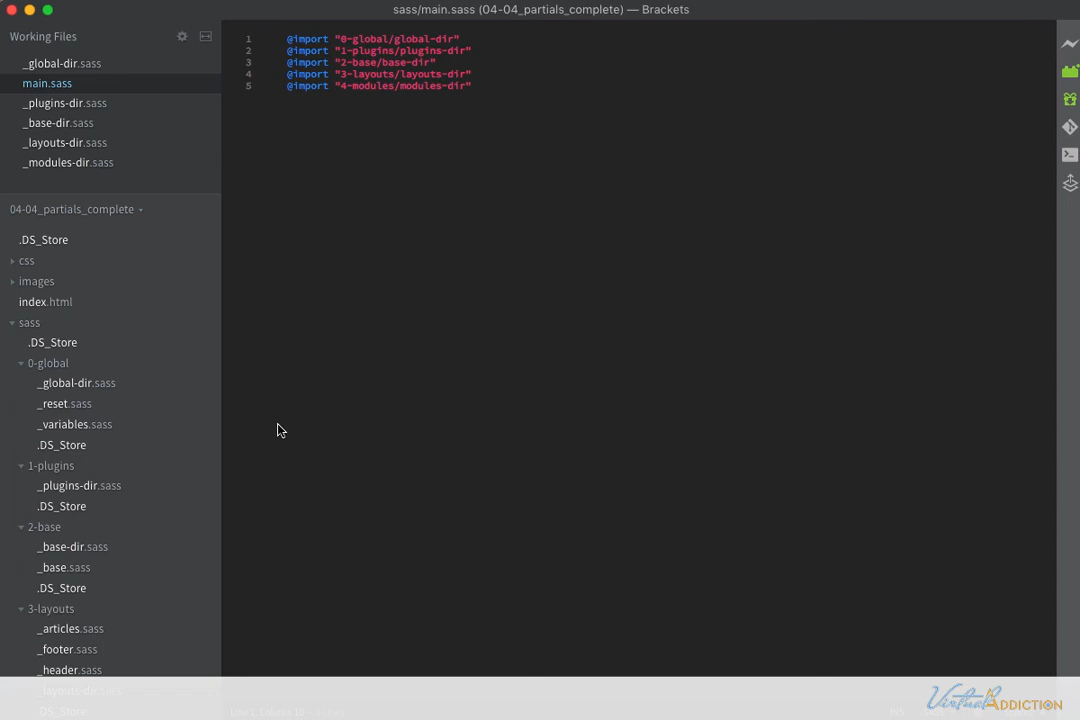 sass/main.sass (04-04_partials_complete) — Brackets
Working Files
_global-dir.sass
main.sass
_plugins-dir.sass
_base-dir.sass
_layouts-dir.sass
_modules-dir.sass
04-04_partials_complete
.DS_Store
css
images
index.html
sass
.DS_Store
0-global
_global-dir.sass
_reset.sass
_variables.sass
.DS_Store
1-plugins
_plugins-dir.sass
.DS_Store
2-base
_base-dir.sass
_base.sass
.DS_Store
3-layouts
_articles.sass
_footer.sass
_header.sass
_layouts-dir.sass
.DS_Store
1 @import "0-global/global-dir"
2 @import "1-plugins/plugins-dir"
3 @import "2-base/base-dir"
4 @import "3-layouts/layouts-dir"
5 @import "4-modules/modules-dir"
VirtualADDICTION